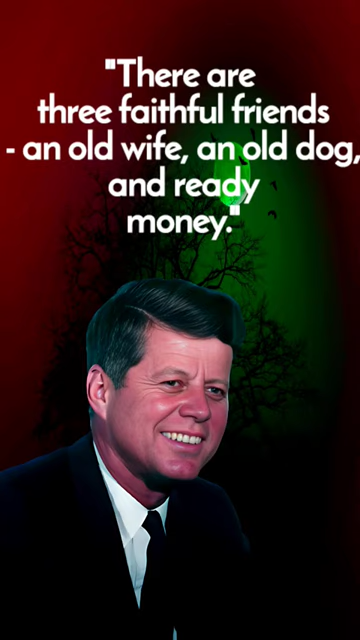 "There are
three faithful friends
- an old wife, an old dog,
and ready
money."